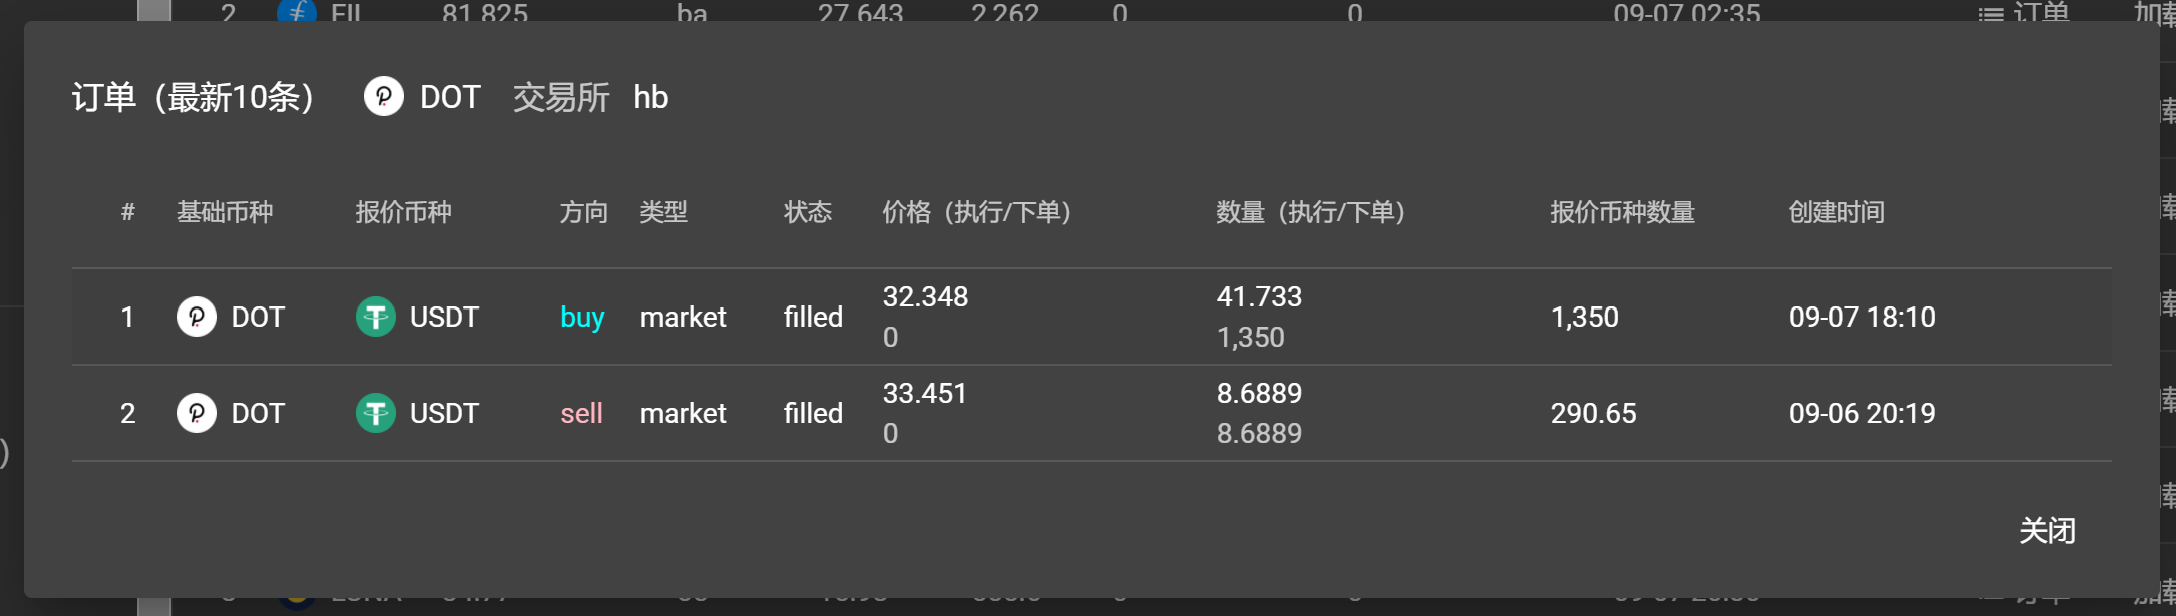 2 FIL 81.825 ba 27.643 2,262 0 0 09-07 02:35 订单
订单（最新10条） DOT 交易所 hb
# 基础币种 报价币种 方向 类型 状态 价格（执行/下单） 数量（执行/下单） 报价币种数量 创建时间
1 DOT USDT buy market filled 32.348 41.733 1,350 09-07 18:10
0 1,350
2 DOT USDT sell market filled 33.451 8.6889 290.65 09-06 20:19
0 8.6889
)
关闭
LUNA 订单